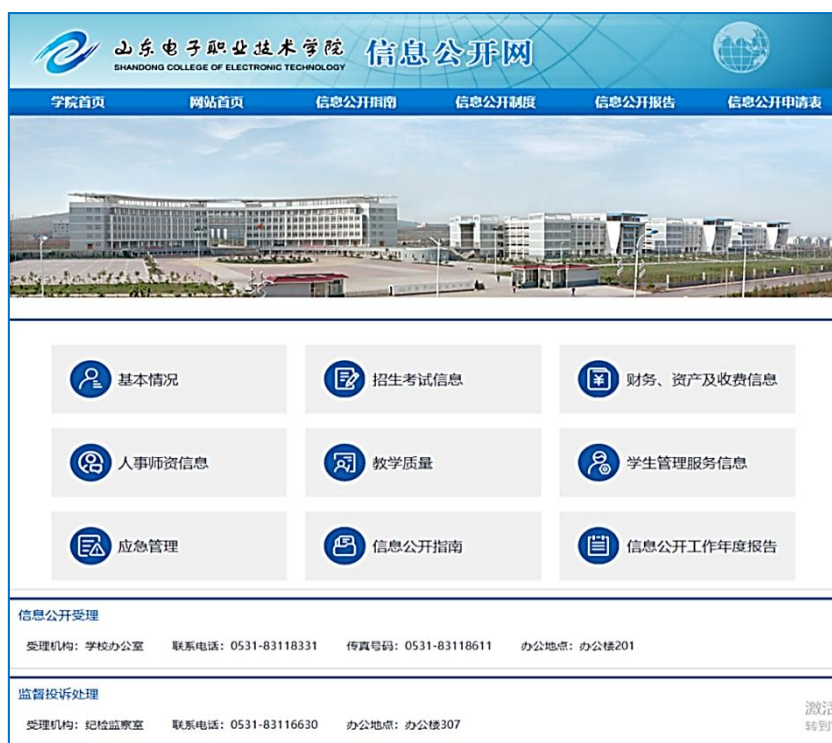 山东电子职业技术学院 信息公开网
SHANDONG COLLEGE OF ELECTRONIC TECHNOLOGY
学院首页 网站首页 信息公开指南 信息公开制度 信息公开报告 信息公开申请表
基本情况 招生考试信息 财务、资产及收费信息
人事师资信息 教学质量 学生管理服务信息
应急管理 信息公开指南 信息公开工作年度报告
信息公开受理
受理机构：学校办公室 联系电话：0531-83118331 传真号码：0531-83118611 办公地点：办公楼201
监督投诉处理
激活
受理机构：纪检监察室 联系电话：0531-83116630 办公地点：办公楼307
转到